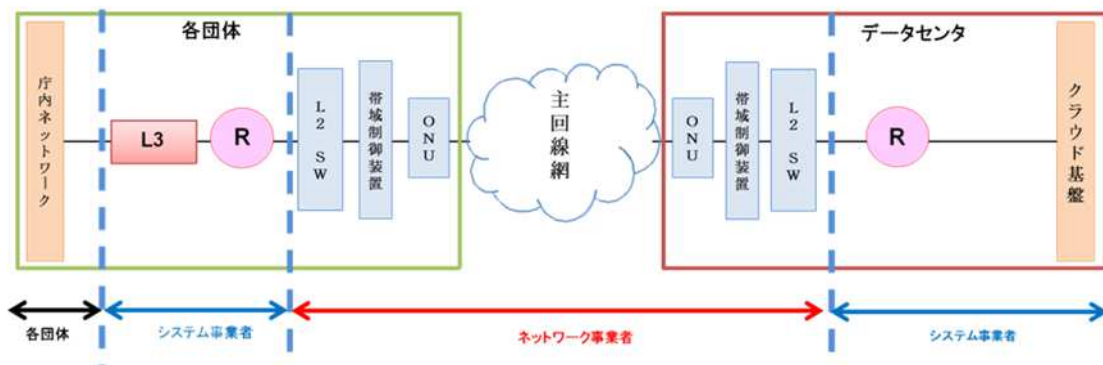 各団体
データセンタ
庁内ネットワーク
L3
R
L2 SW
帯域制御装置
ONU
主回線網
ONU
帯域制御装置
L2 SW
R
クラウド基盤
各団体
システム事業者
ネットワーク事業者
システム事業者